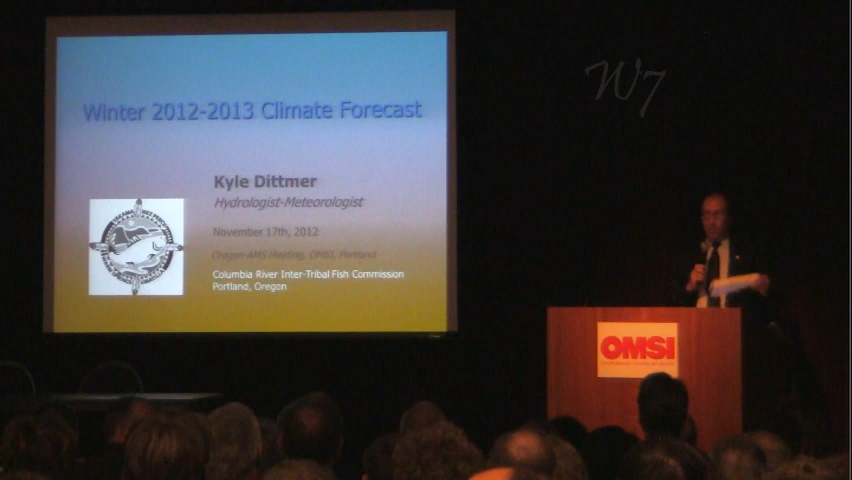 Winter 2012-2013 Climate Forecast
Kyle Dittmer
Hydrologist-Meteorologist
November 17th, 2012
Oregon-AMS Meeting, OMSI, Portland
Columbia River Inter-Tribal Fish Commission
Portland, Oregon
W7
OMSI